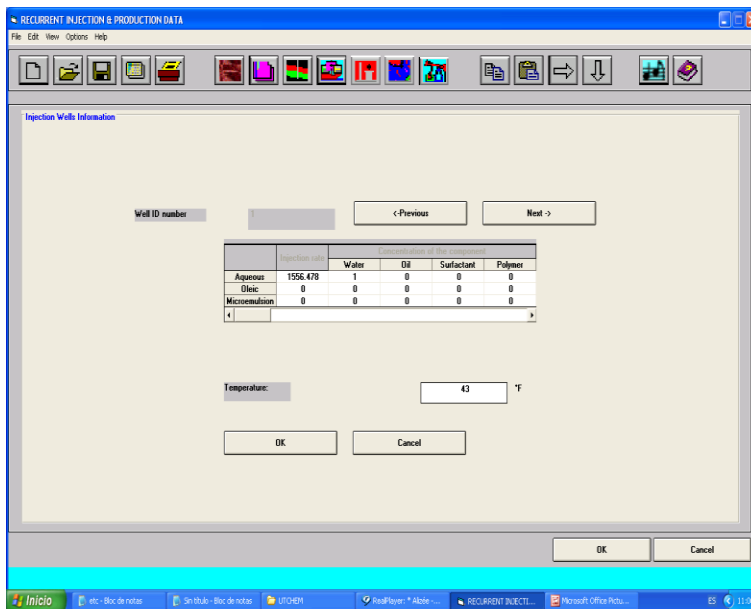 RECURRENT INJECTION & PRODUCTION DATA
File Edit View Options Help
Injection Wells Information
Well ID number 1 <-Previous Next ->
Injection rate Concentration of the component
Water Oil Surfactant Polymer
Aqueous 1556.478 1 0 0 0
Oleic 0 0 0 0 0
Microemulsion 0 0 0 0 0
Temperature: 43 °F
OK Cancel
OK Cancel
Inicio etc - Bloc de notas Sin título - Bloc de notas UTCHEM RealPlayer: * Alizée -... RECURRENT INJECTI... Microsoft Office Pictu... ES